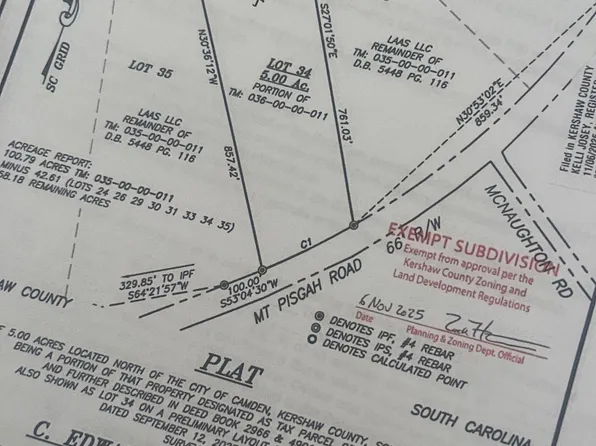 SC GRID
LOT 35
LAAS LLC
REMAINDER OF
TM: 035-00-00-011
D.B. 5448 PG. 116
ACREAGE REPORT:
100.79 ACRES TM: 035-00-00-011
MINUS 42.61 (LOTS 24 26 29 30 31 33 34 35)
58.18 REMAINING ACRES
N30°36'12"W
857.42'
LOT 34
5.00 Ac.
PORTION OF
TM: 036-00-00-011
S27°01'50"E
761.03'
LAAS LLC
REMAINDER OF
TM: 035-00-00-011
D.B. 5448 PG. 116
N30°53'02"E
859.34'
Filed in KERSHAW COUNTY
KELLI JOSEY, REGISTER
MCNAUGHTON RD
C1
66' R/W
MT PISGAH ROAD
100.00'
S53°04'30"W
329.85' TO IPF
S64°21'57"W
AW COUNTY
EXEMPT SUBDIVISION
Exempt from approval per the
Kershaw County Zoning and
Land Development Regulations
6 Nov 2025
Date Planning & Zoning Dept. Official
DENOTES IPF, #4 REBAR
DENOTES IPS, #4 REBAR
DENOTES CALCULATED POINT
PLAT
F 5.00 ACRES LOCATED NORTH OF THE CITY OF CAMDEN, KERSHAW COUNTY,
BEING A PORTION OF THAT PROPERTY DESIGNATED AS TAX PARCEL
AND FURTHER DESCRIBED IN DEED BOOK 2966 &
ALSO SHOWN AS LOT 34 ON A PRELIMINARY
DATED SEPTEMBER 12,
SOUTH CAROLINA
C. EDW